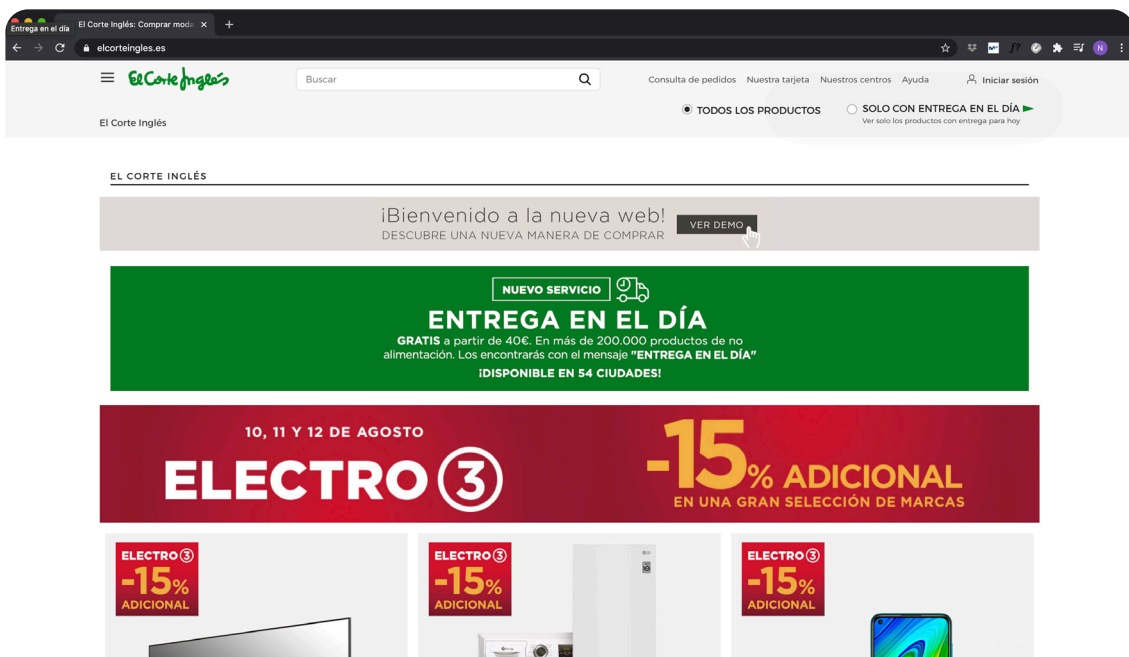 Entrega en el día
El Corte Inglés: Comprar moda
elcorteingles.es
El Corte Inglés
Buscar
Consulta de pedidos Nuestra tarjeta Nuestros centros Ayuda Iniciar sesión
TODOS LOS PRODUCTOS
SOLO CON ENTREGA EN EL DÍA
Ver solo los productos con entrega para hoy
El Corte Inglés
EL CORTE INGLÉS
¡Bienvenido a la nueva web!
DESCUBRE UNA NUEVA MANERA DE COMPRAR
VER DEMO
NUEVO SERVICIO
ENTREGA EN EL DÍA
GRATIS a partir de 40€. En más de 200.000 productos de no
alimentación. Los encontrarás con el mensaje "ENTREGA EN EL DÍA"
¡DISPONIBLE EN 54 CIUDADES!
10, 11 Y 12 DE AGOSTO
ELECTRO 3
-15% ADICIONAL
EN UNA GRAN SELECCIÓN DE MARCAS
ELECTRO 3
-15%
ADICIONAL
ELECTRO 3
-15%
ADICIONAL
LG
ELECTRO 3
-15%
ADICIONAL